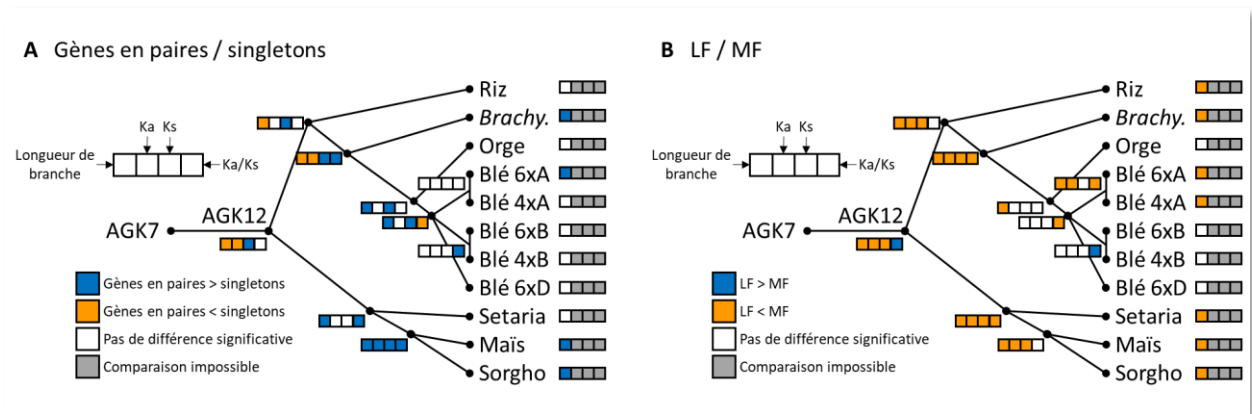 A Gènes en paires / singletons
Ka Ks
Longueur de branche
Ka/Ks
AGK7
AGK12
Riz
Brachy.
Orge
Blé 6xA
Blé 4xA
Blé 6xB
Blé 4xB
Blé 6xD
Setaria
Maïs
Sorgho
Gènes en paires > singletons
Gènes en paires < singletons
Pas de différence significative
Comparaison impossible
B LF / MF
Ka Ks
Longueur de branche
Ka/Ks
AGK7
AGK12
Riz
Brachy.
Orge
Blé 6xA
Blé 4xA
Blé 6xB
Blé 4xB
Blé 6xD
Setaria
Maïs
Sorgho
LF > MF
LF < MF
Pas de différence significative
Comparaison impossible